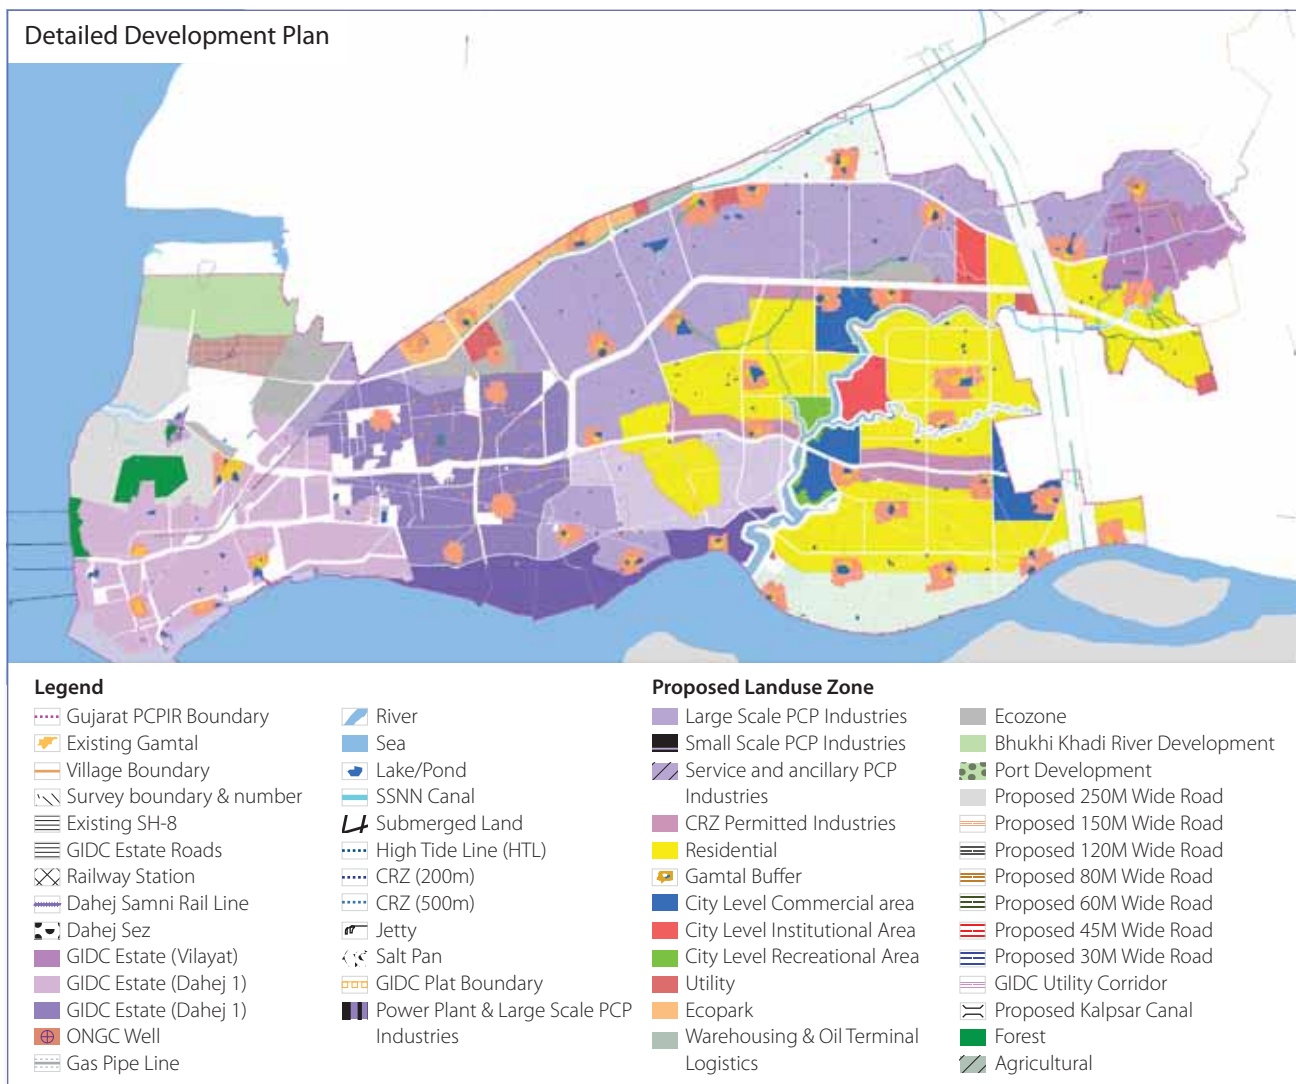 Detailed Development Plan
Legend
Gujarat PCPIR Boundary
Existing Gamtal
Village Boundary
Survey boundary & number
Existing SH-8
GIDC Estate Roads
Railway Station
Dahej Samni Rail Line
Dahej Sez
GIDC Estate (Vilayat)
GIDC Estate (Dahej 1)
GIDC Estate (Dahej 1)
ONGC Well
Gas Pipe Line
River
Sea
Lake/Pond
SSNN Canal
Submerged Land
High Tide Line (HTL)
CRZ (200m)
CRZ (500m)
Jetty
Salt Pan
GIDC Plat Boundary
Power Plant & Large Scale PCP
Industries
Proposed Landuse Zone
Large Scale PCP Industries
Small Scale PCP Industries
Service and ancillary PCP
Industries
CRZ Permitted Industries
Residential
Gamtal Buffer
City Level Commercial area
City Level Institutional Area
City Level Recreational Area
Utility
Ecopark
Warehousing & Oil Terminal
Logistics
Ecozone
Bhukhi Khadi River Development
Port Development
Proposed 250M Wide Road
Proposed 150M Wide Road
Proposed 120M Wide Road
Proposed 80M Wide Road
Proposed 60M Wide Road
Proposed 45M Wide Road
Proposed 30M Wide Road
GIDC Utility Corridor
Proposed Kalpsar Canal
Forest
Agricultural